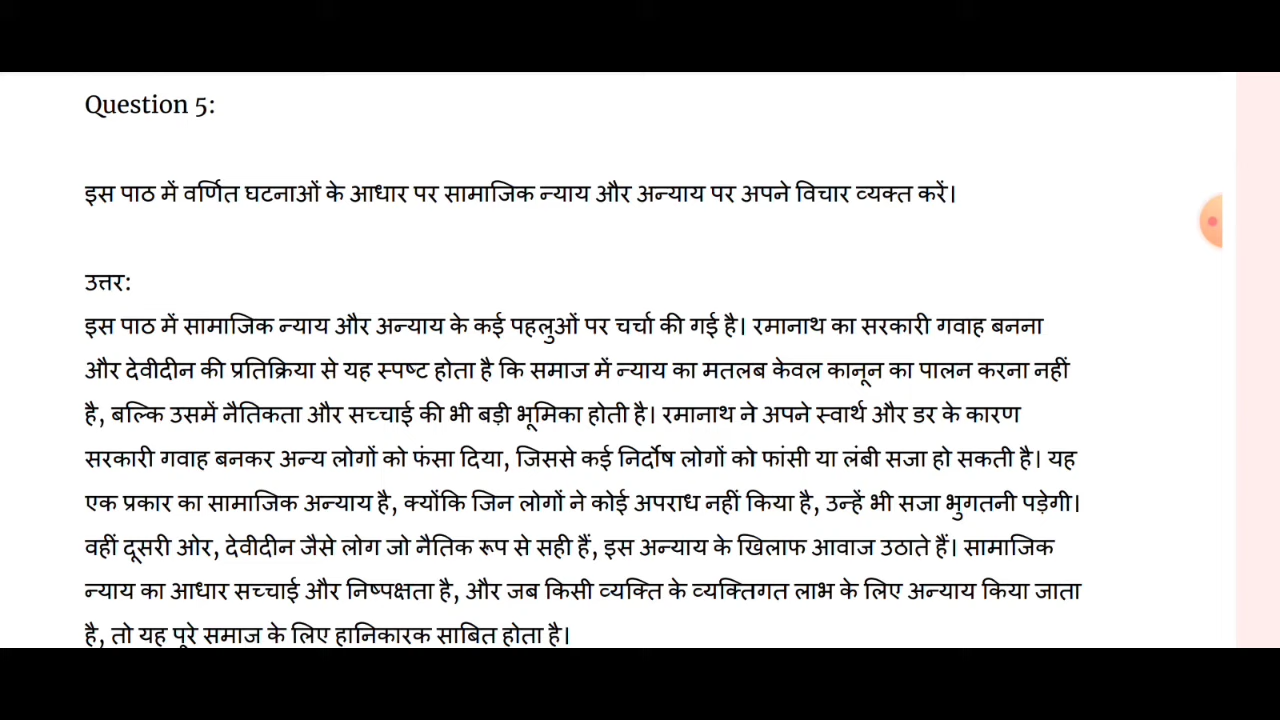 Question 5:
इस पाठ में वर्णित घटनाओं के आधार पर सामाजिक न्याय और अन्याय पर अपने विचार व्यक्त करें।
उत्तर:
इस पाठ में सामाजिक न्याय और अन्याय के कई पहलुओं पर चर्चा की गई है। रमानाथ का सरकारी गवाह बनना
और देवीदीन की प्रतिक्रिया से यह स्पष्ट होता है कि समाज में न्याय का मतलब केवल कानून का पालन करना नहीं
है, बल्कि उसमें नैतिकता और सच्चाई की भी बड़ी भूमिका होती है। रमानाथ ने अपने स्वार्थ और डर के कारण
सरकारी गवाह बनकर अन्य लोगों को फंसा दिया, जिससे कई निर्दोष लोगों को फांसी या लंबी सजा हो सकती है। यह
एक प्रकार का सामाजिक अन्याय है, क्योंकि जिन लोगों ने कोई अपराध नहीं किया है, उन्हें भी सजा भुगतनी पड़ेगी।
वहीं दूसरी ओर, देवीदीन जैसे लोग जो नैतिक रूप से सही हैं, इस अन्याय के खिलाफ आवाज उठाते हैं। सामाजिक
न्याय का आधार सच्चाई और निष्पक्षता है, और जब किसी व्यक्ति के व्यक्तिगत लाभ के लिए अन्याय किया जाता
है, तो यह पूरे समाज के लिए हानिकारक साबित होता है।